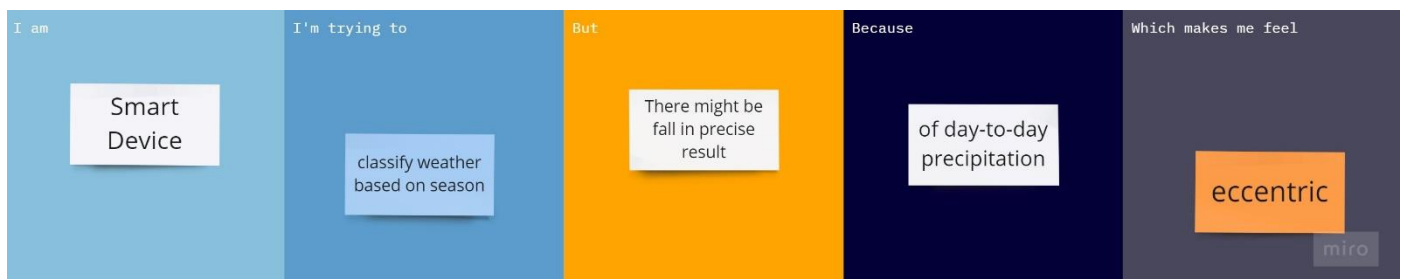 I am
Smart
Device
I'm trying to
classify weather
based on season
But
There might be
fall in precise
result
Because
of day-to-day
precipitation
Which makes me feel
eccentric
miro